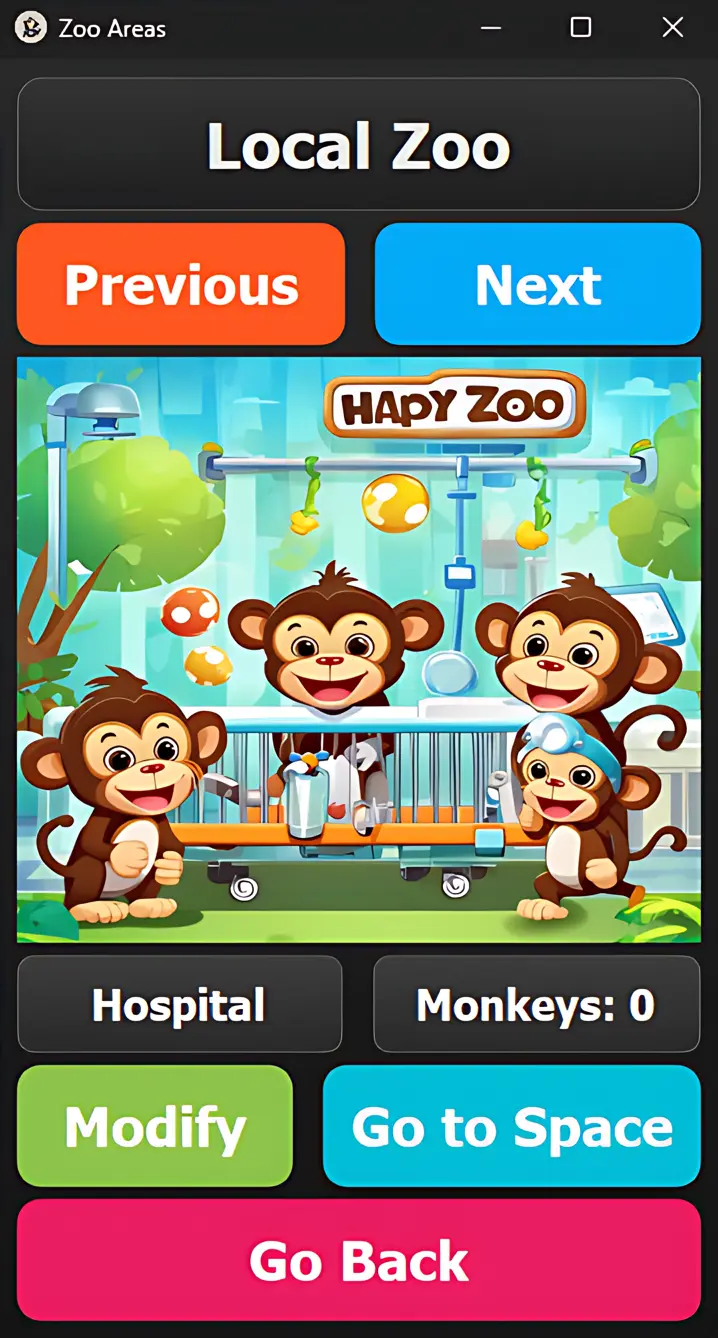 Zoo Areas
Local Zoo
Previous
Next
HAPY ZOO
Hospital
Monkeys: 0
Modify
Go to Space
Go Back